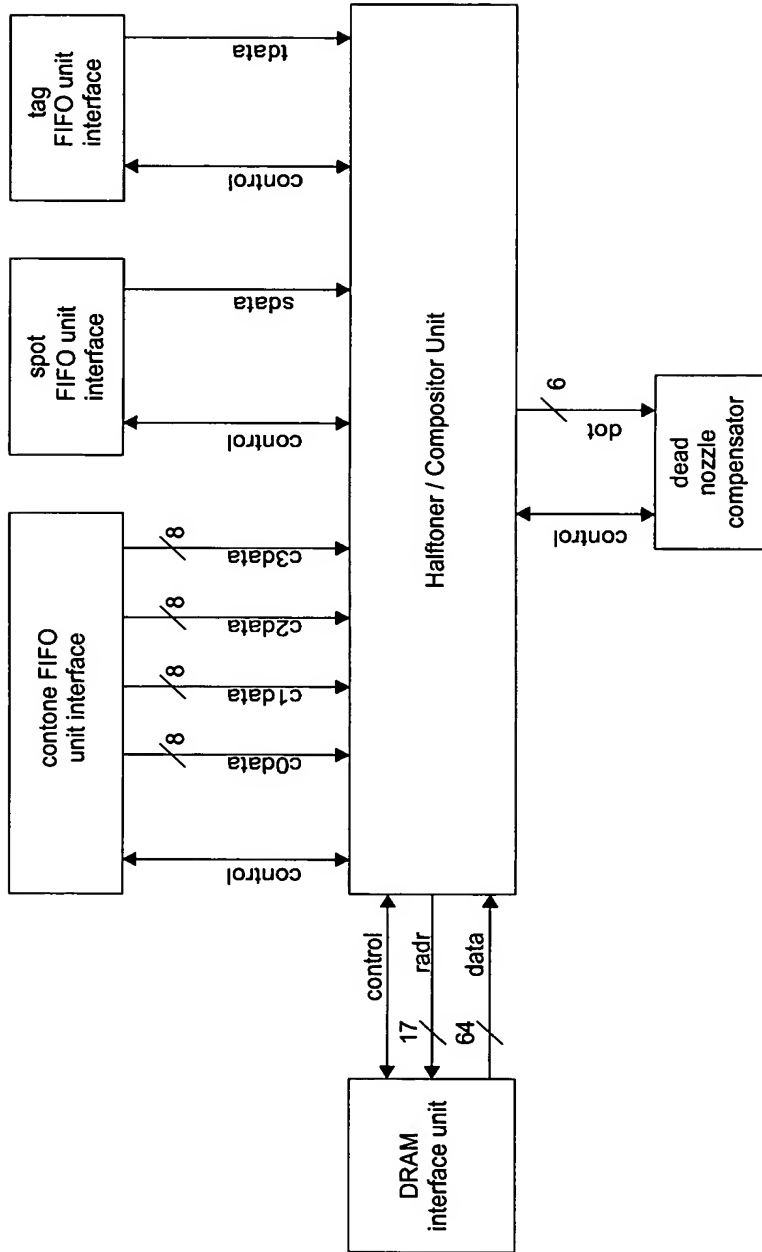 contone FIFO
unit interface
spot
FIFO unit
interface
tag
FIFO unit
interface
control
8
c0data
8
c1data
8
c2data
8
c3data
control
sdata
control
tdata
DRAM
interface unit
control
17
radr
64
data
Halftoner / Compositor Unit
control
6
dot
dead
nozzle
compensator